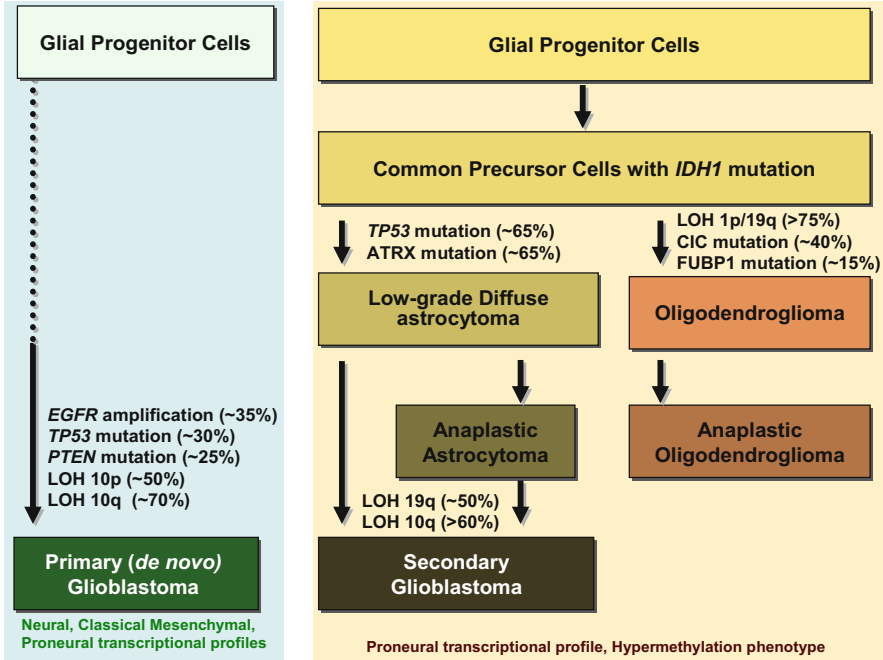 Glial Progenitor Cells
EGFR amplification (~35%)
TP53 mutation (~30%)
PTEN mutation (~25%)
LOH 10p (~50%)
LOH 10q (~70%)
Primary (de novo)
Glioblastoma
Neural, Classical Mesenchymal,
Proneural transcriptional profiles
Glial Progenitor Cells
Common Precursor Cells with IDH1 mutation
TP53 mutation (~65%)
ATRX mutation (~65%)
LOH 1p/19q (>75%)
CIC mutation (~40%)
FUBP1 mutation (~15%)
Low-grade Diffuse
astrocytoma
Oligodendroglioma
Anaplastic
Astrocytoma
Anaplastic
Oligodendroglioma
LOH 19q (~50%)
LOH 10q (>60%)
Secondary
Glioblastoma
Proneural transcriptional profile, Hypermethylation phenotype